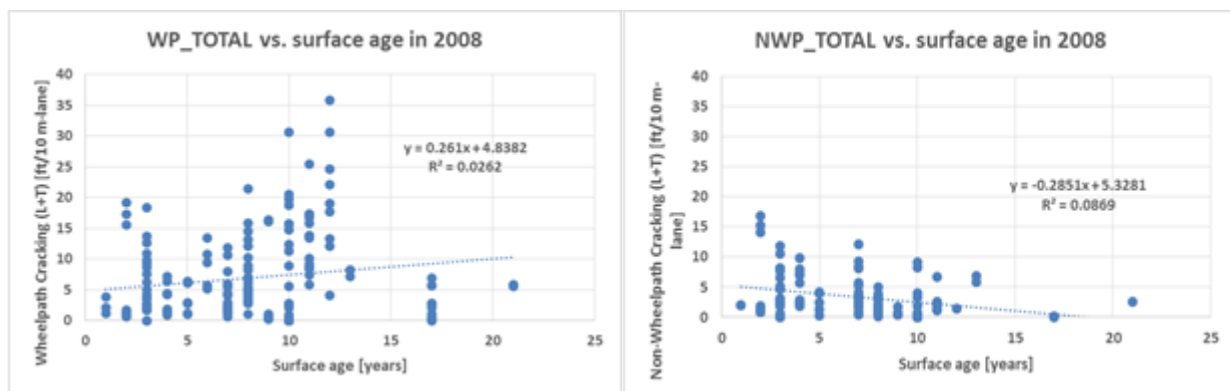 WP_TOTAL vs. surface age in 2008
Wheelpath Cracking (L+T) [ft/10 m-lane]
40
35
30
25
20
15
10
5
0
y = 0.261x + 4.8382
R² = 0.0262
0 5 10 15 20 25
Surface age [years]
NWP_TOTAL vs. surface age in 2008
Non-Wheelpath Cracking (L+T) [ft/10 m-
lane]
40
35
30
25
20
15
10
5
0
y = -0.2851x + 5.3281
R² = 0.0869
0 5 10 15 20 25
Surface age [years]